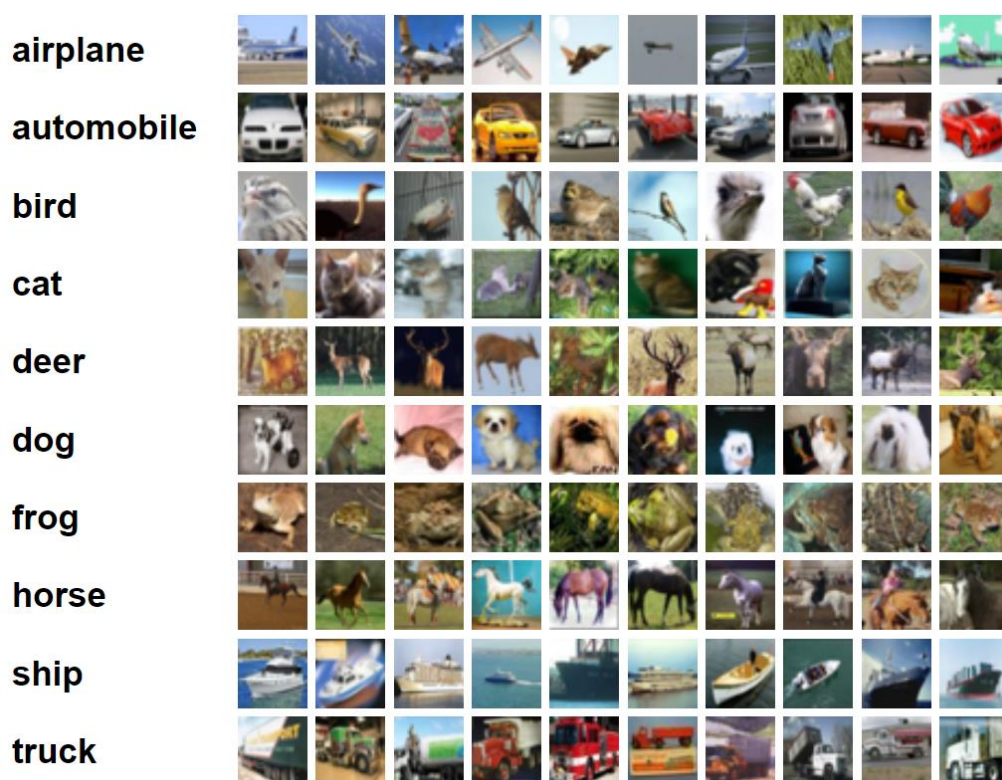 airplane
automobile
bird
cat
deer
dog
frog
horse
ship
truck